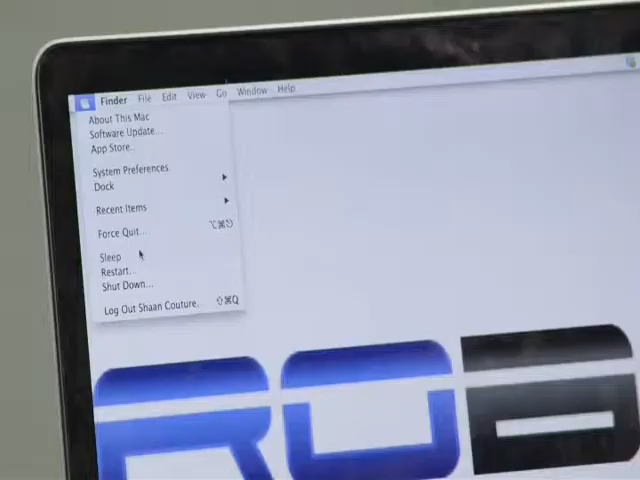 Finder File Edit View Go Window Help
About This Mac
Software Update...
App Store...
System Preferences
Dock
Recent Items
Force Quit... ⌥⌘⎋
Sleep
Restart...
Shut Down...
Log Out Shaan Couture... ⇧⌘Q